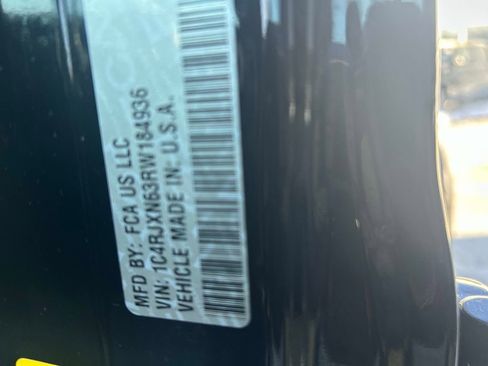 MFD BY: FCA US LLC
VIN: 1C4RJXN63RW184936
VEHICLE MADE IN: U.S.A.